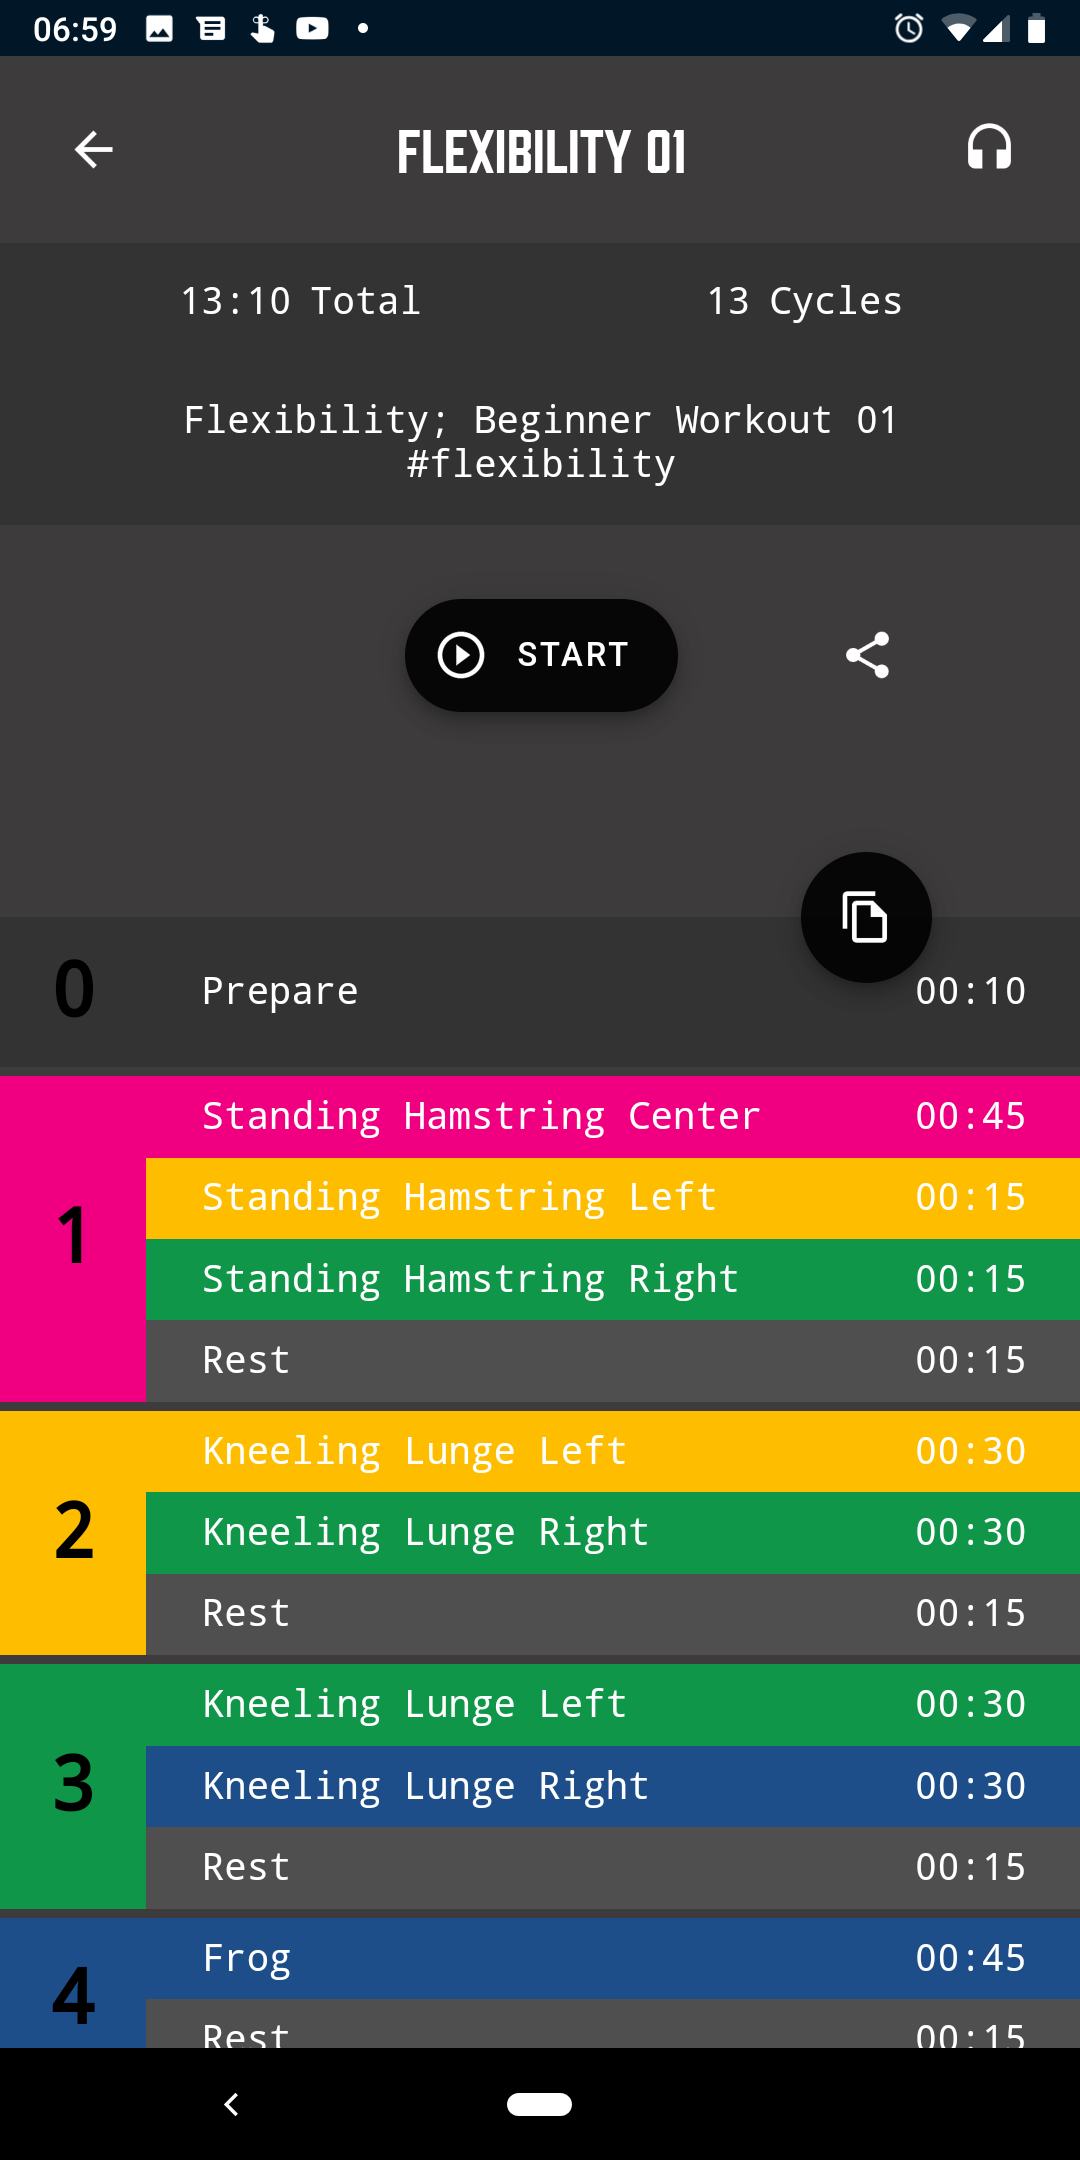 06:59
FLEXIBILITY 01
13:10 Total 13 Cycles
Flexibility; Beginner Workout 01
#flexibility
START
0 Prepare 00:10
1
Standing Hamstring Center 00:45
Standing Hamstring Left 00:15
Standing Hamstring Right 00:15
Rest 00:15
2
Kneeling Lunge Left 00:30
Kneeling Lunge Right 00:30
Rest 00:15
3
Kneeling Lunge Left 00:30
Kneeling Lunge Right 00:30
Rest 00:15
4
Frog 00:45
Rest 00:15